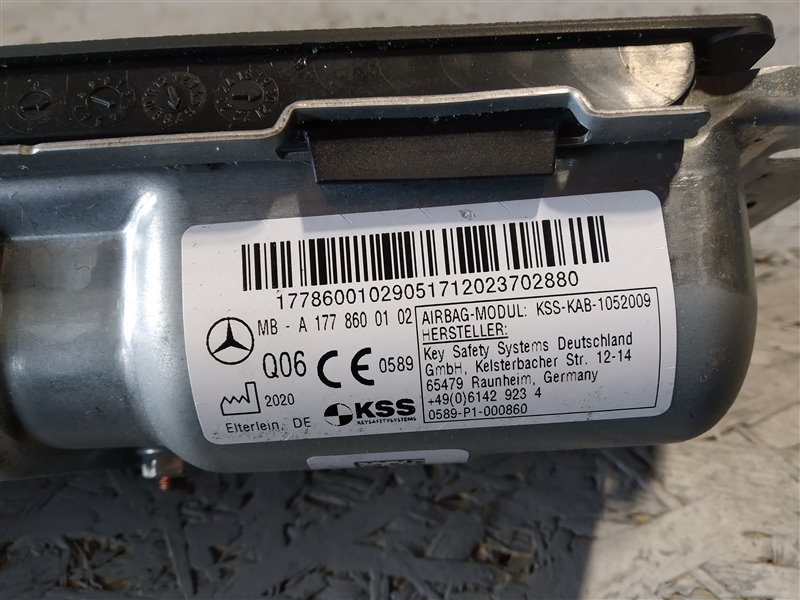 17786001029051712023702880
MB - A 177 860 01 02
Q06
CE 0589
2020
Elterlein, DE
KSS
KEYSAFETYSYSTEMS
AIRBAG-MODUL: KSS-KAB-1052009
HERSTELLER:
Key Safety Systems Deutschland
GmbH, Kelsterbacher Str. 12-14
65479 Raunheim, Germany
+49(0)6142 923 4
0589-P1-000860